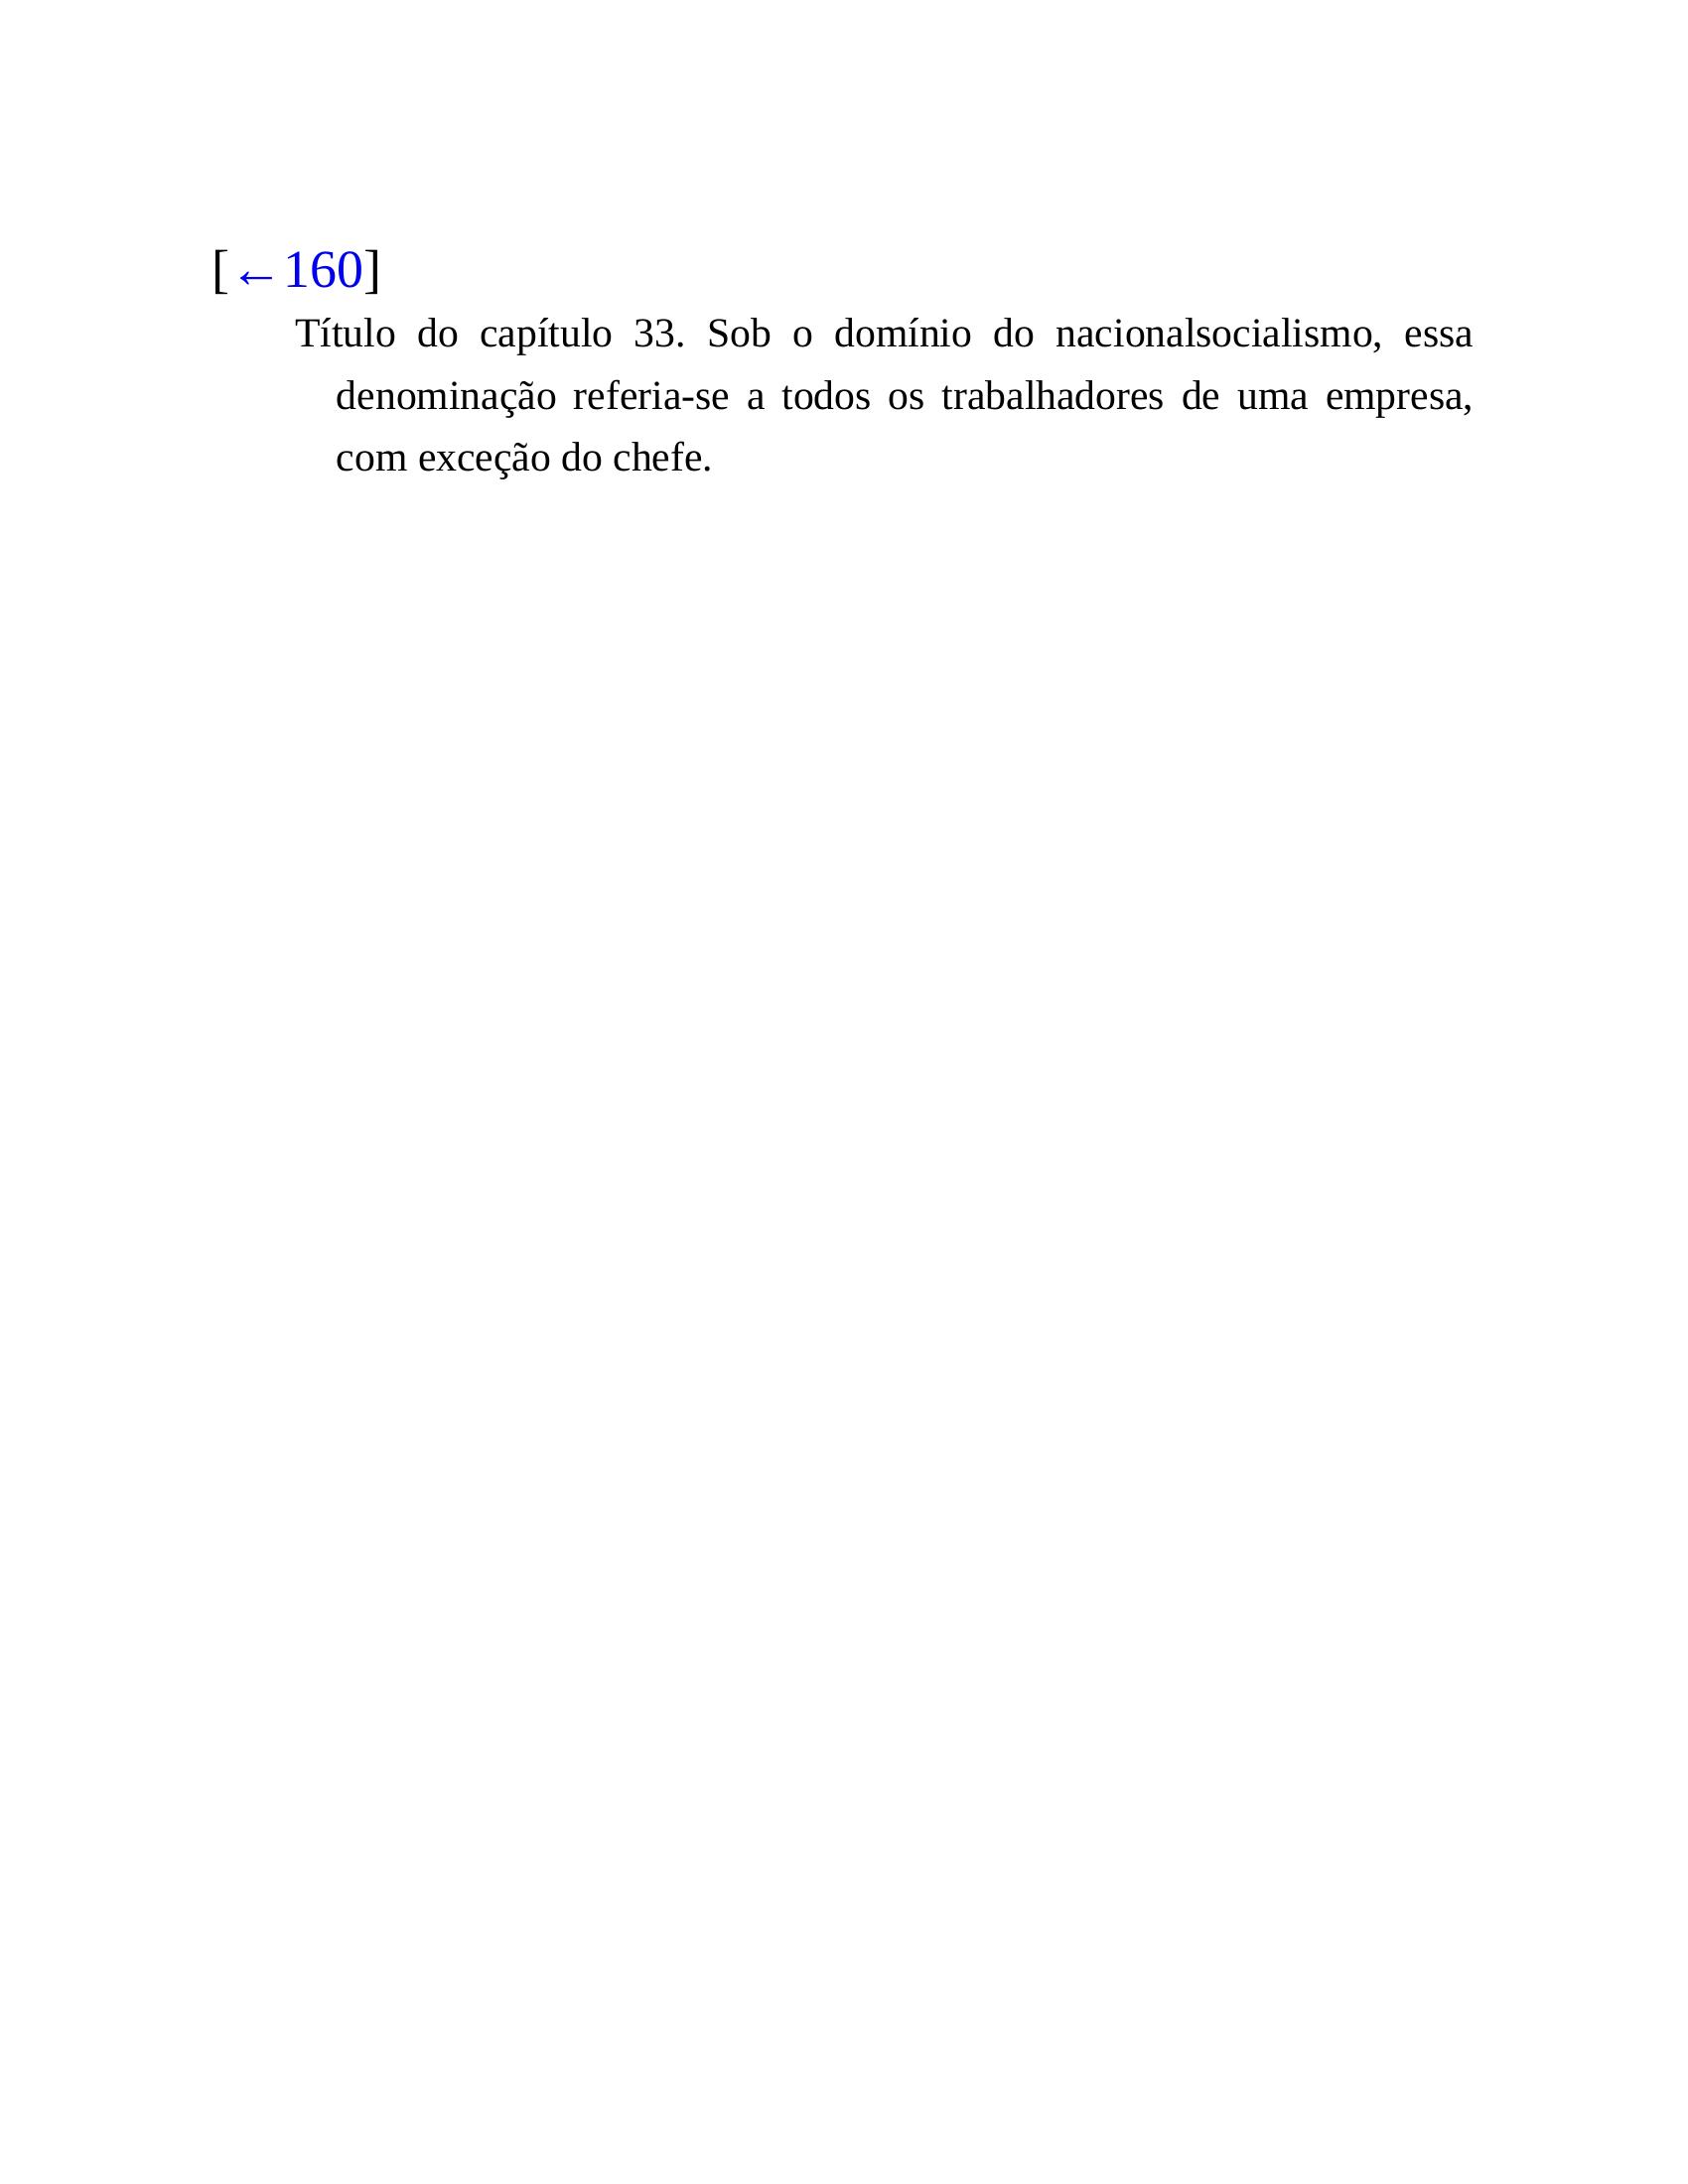 [←160]
Título do capítulo 33. Sob o domínio do nacionalsocialismo, essa
denominação referia-se a todos os trabalhadores de uma empresa,
com exceção do chefe.